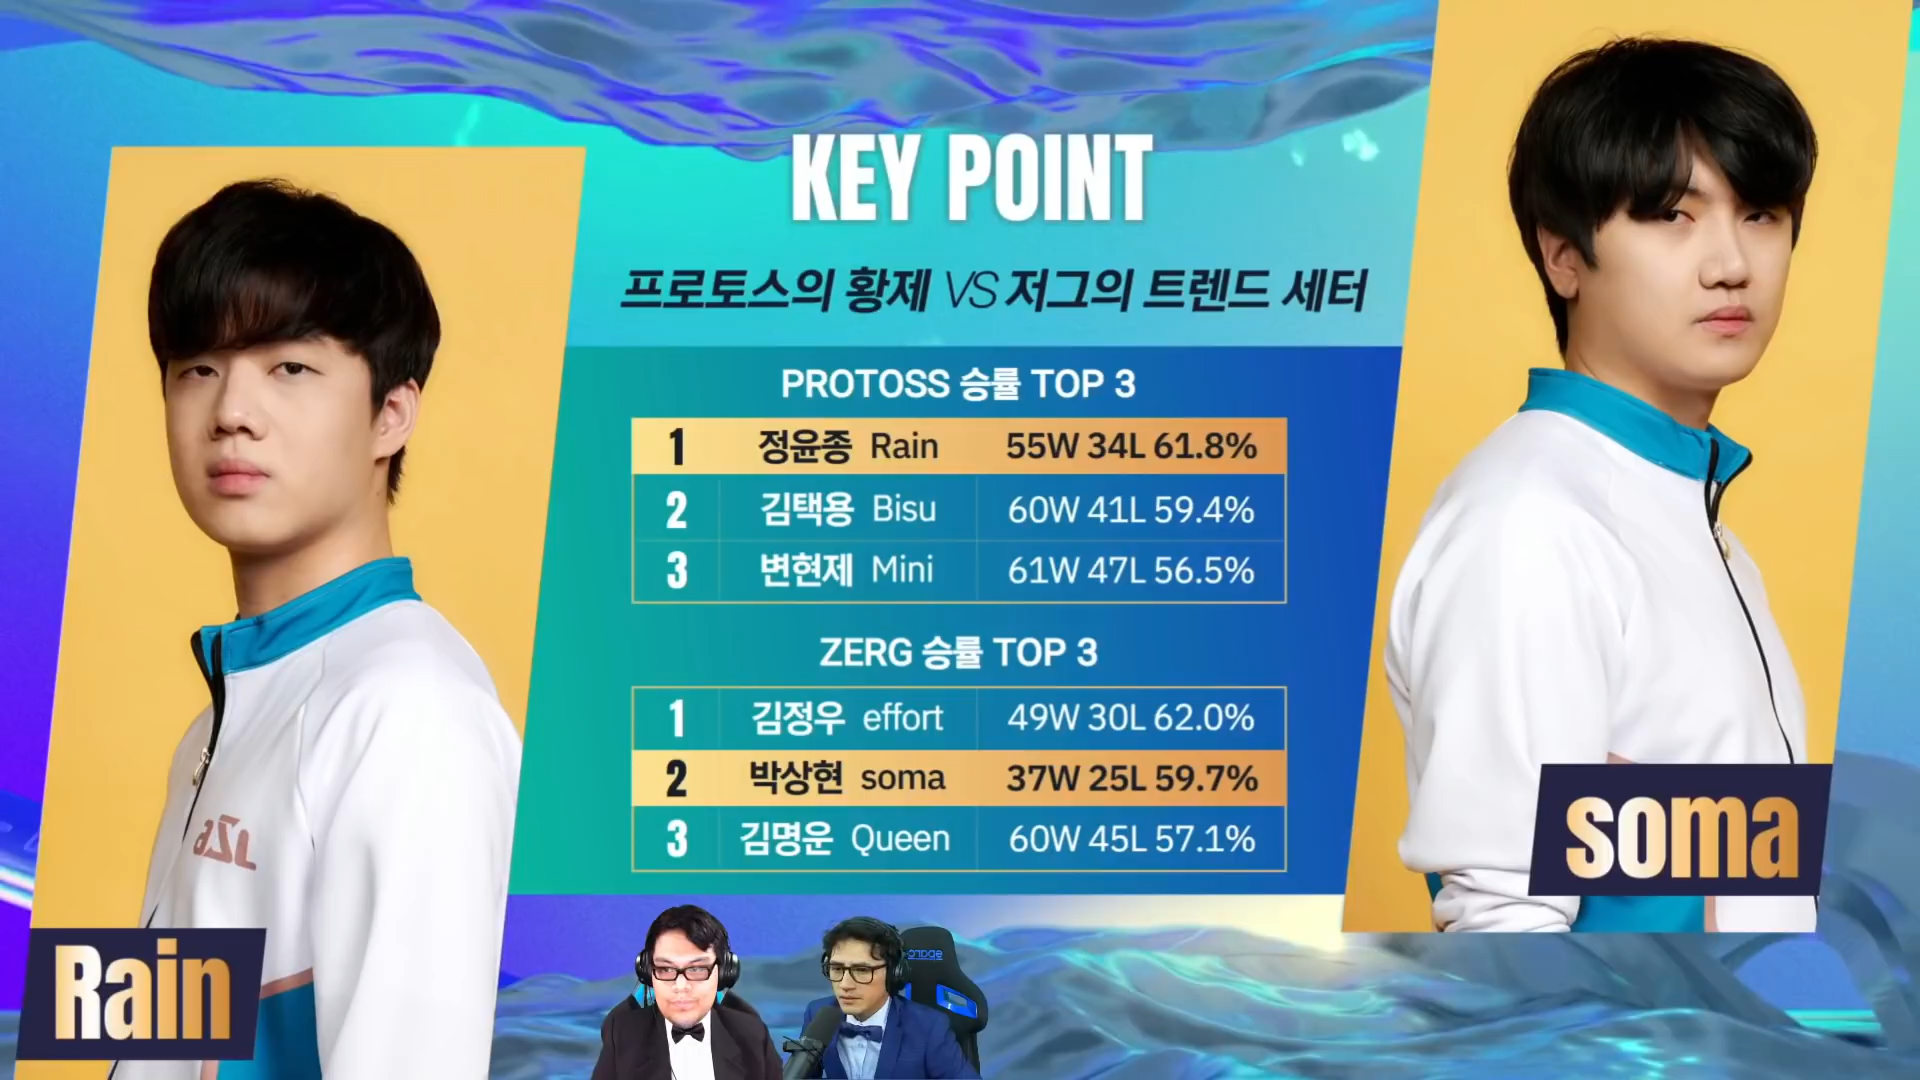 KEY POINT
프로토스의 황제 VS 저그의 트렌드 세터
PROTOSS 승률 TOP 3
1 정윤종 Rain 55W 34L 61.8%
2 김택용 Bisu 60W 41L 59.4%
3 변현제 Mini 61W 47L 56.5%
ZERG 승률 TOP 3
1 김정우 effort 49W 30L 62.0%
2 박상현 soma 37W 25L 59.7%
3 김명운 Queen 60W 45L 57.1%
soma
Rain